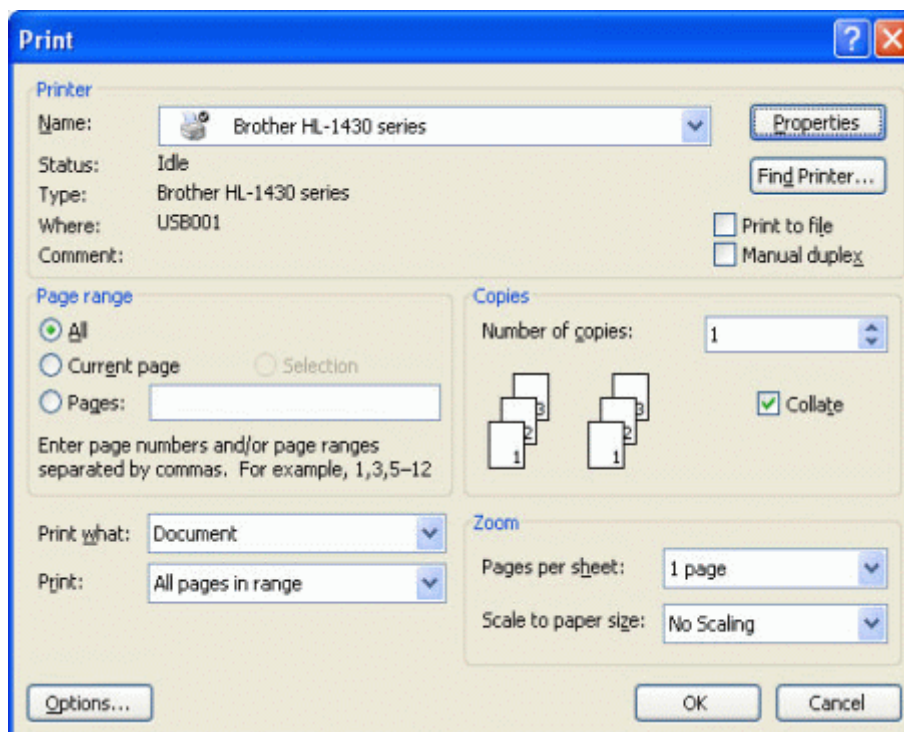 Print
Printer
Name: Brother HL-1430 series Properties
Status: Idle
Find Printer...
Type: Brother HL-1430 series
Where: USB001
Print to file
Comment:
Manual duplex
Page range
All
Current page Selection
Pages:
Enter page numbers and/or page ranges
separated by commas. For example, 1,3,5–12
Copies
Number of copies: 1
3 3
2 2
1 1
Collate
Print what: Document
Print: All pages in range
Zoom
Pages per sheet: 1 page
Scale to paper size: No Scaling
Options... OK Cancel